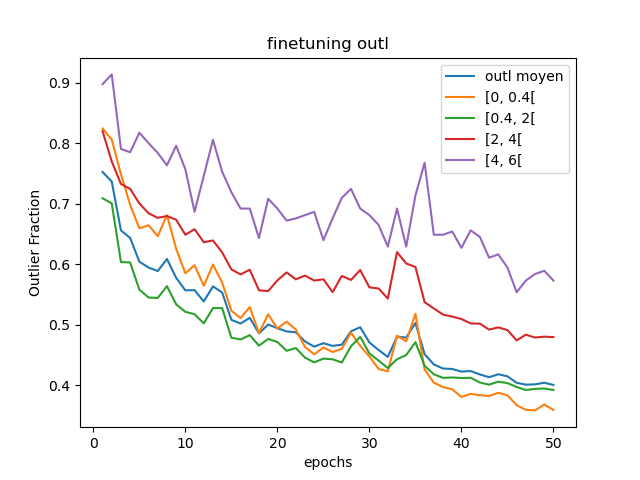 finetuning outl
outl moyen
[0, 0.4[
[0.4, 2[
[2, 4[
[4, 6[
Outlier Fraction
0.9
0.8
0.7
0.6
0.5
0.4
0 10 20 30 40 50
epochs